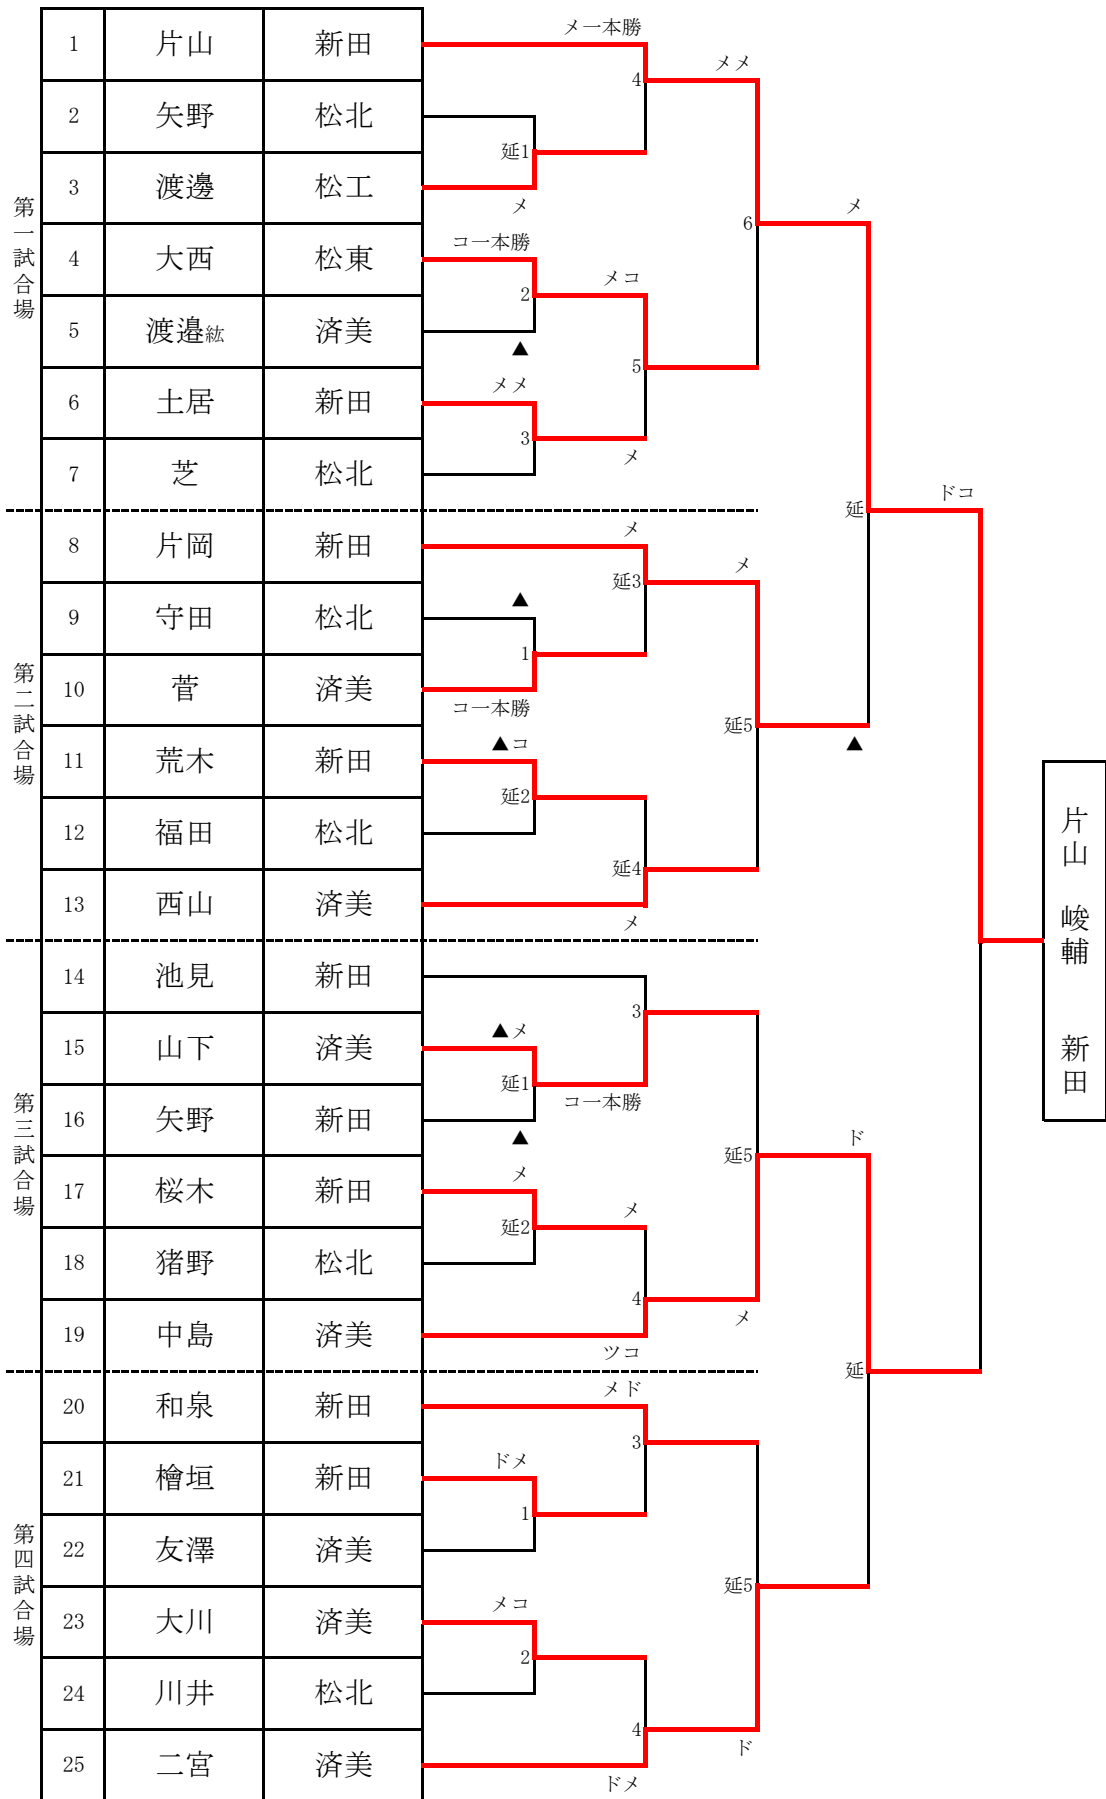 第一試合場
1 片山 新田
2 矢野 松北
3 渡邊 松工
4 大西 松東
5 渡邉紘 済美
6 土居 新田
7 芝 松北
第二試合場
8 片岡 新田
9 守田 松北
10 菅 済美
11 荒木 新田
12 福田 松北
13 西山 済美
第三試合場
14 池見 新田
15 山下 済美
16 矢野 新田
17 桜木 新田
18 猪野 松北
19 中島 済美
第四試合場
20 和泉 新田
21 檜垣 新田
22 友澤 済美
23 大川 済美
24 川井 松北
25 二宮 済美
メ一本勝
4
延1
メ
コ一本勝
2
▲
メメ
3
メコ
5
メ
メメ
6
メ
メ
延3
▲
1
コ一本勝
▲コ
延2
延4
メ
メ
延5
▲
延
ドコ
3
▲メ
延1
▲
コ一本勝
メ
延2
メ
4
ツコ
延5
メ
ド
メド
3
ドメ
1
メコ
2
4
ドメ
延5
ド
延
片山 峻輔 新田